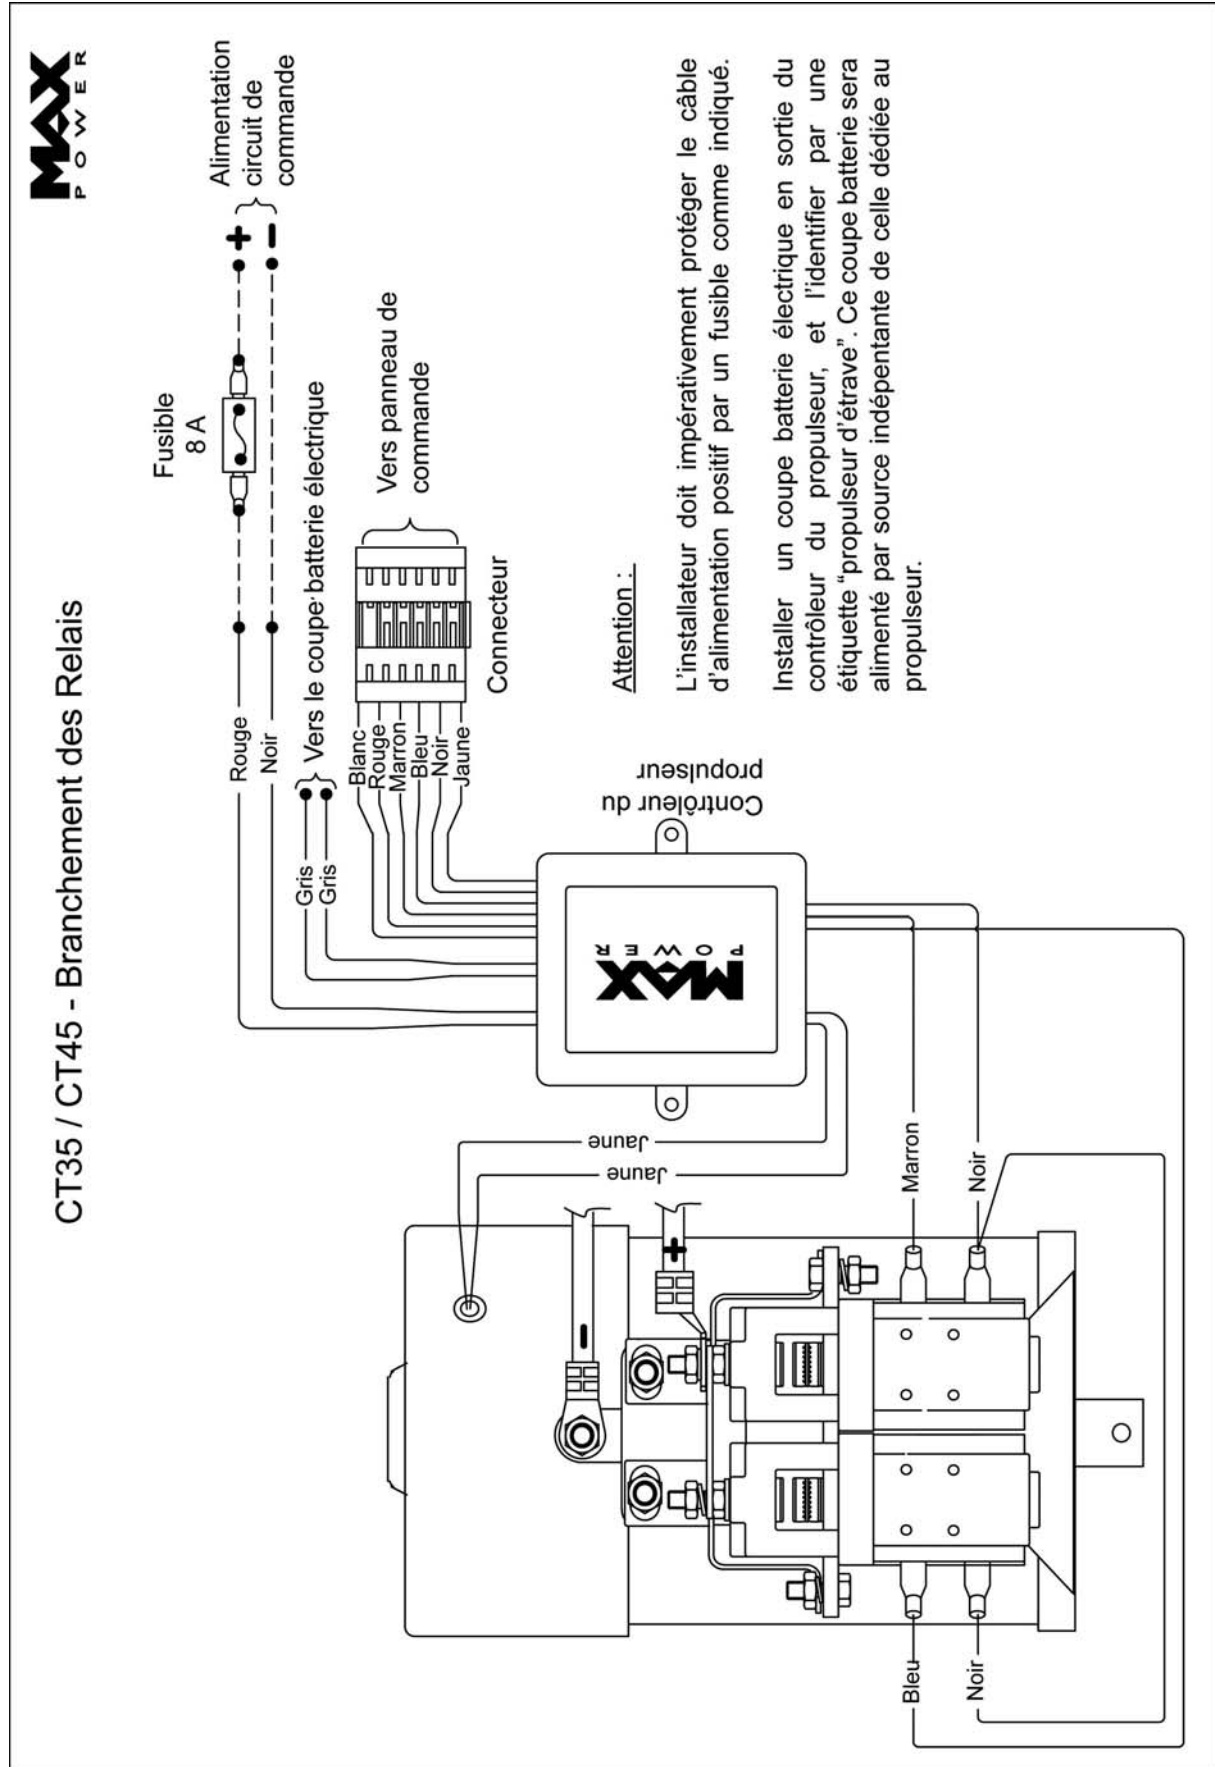 CT35 / CT45 - Branchement des Relais
MAX
POWER
Fusible
8 A
Alimentation
circuit de
commande
+
−
Rouge
Noir
Vers le coupe batterie électrique
Gris
Gris
Blanc
Rouge
Marron
Bleu
Noir
Jaune
Vers panneau de
commande
Connecteur
Contrôleur du
propulseur
MAX
POWER
Jaune
Jaune
−
+
Marron
Noir
Bleu
Noir
Attention :
L'installateur doit impérativement protéger le câble
d'alimentation positif par un fusible comme indiqué.
Installer un coupe batterie électrique en sortie du
contrôleur du propulseur, et l'identifier par une
étiquette “propulseur d'étrave”. Ce coupe batterie sera
alimenté par source indépentante de celle dédiée au
propulseur.